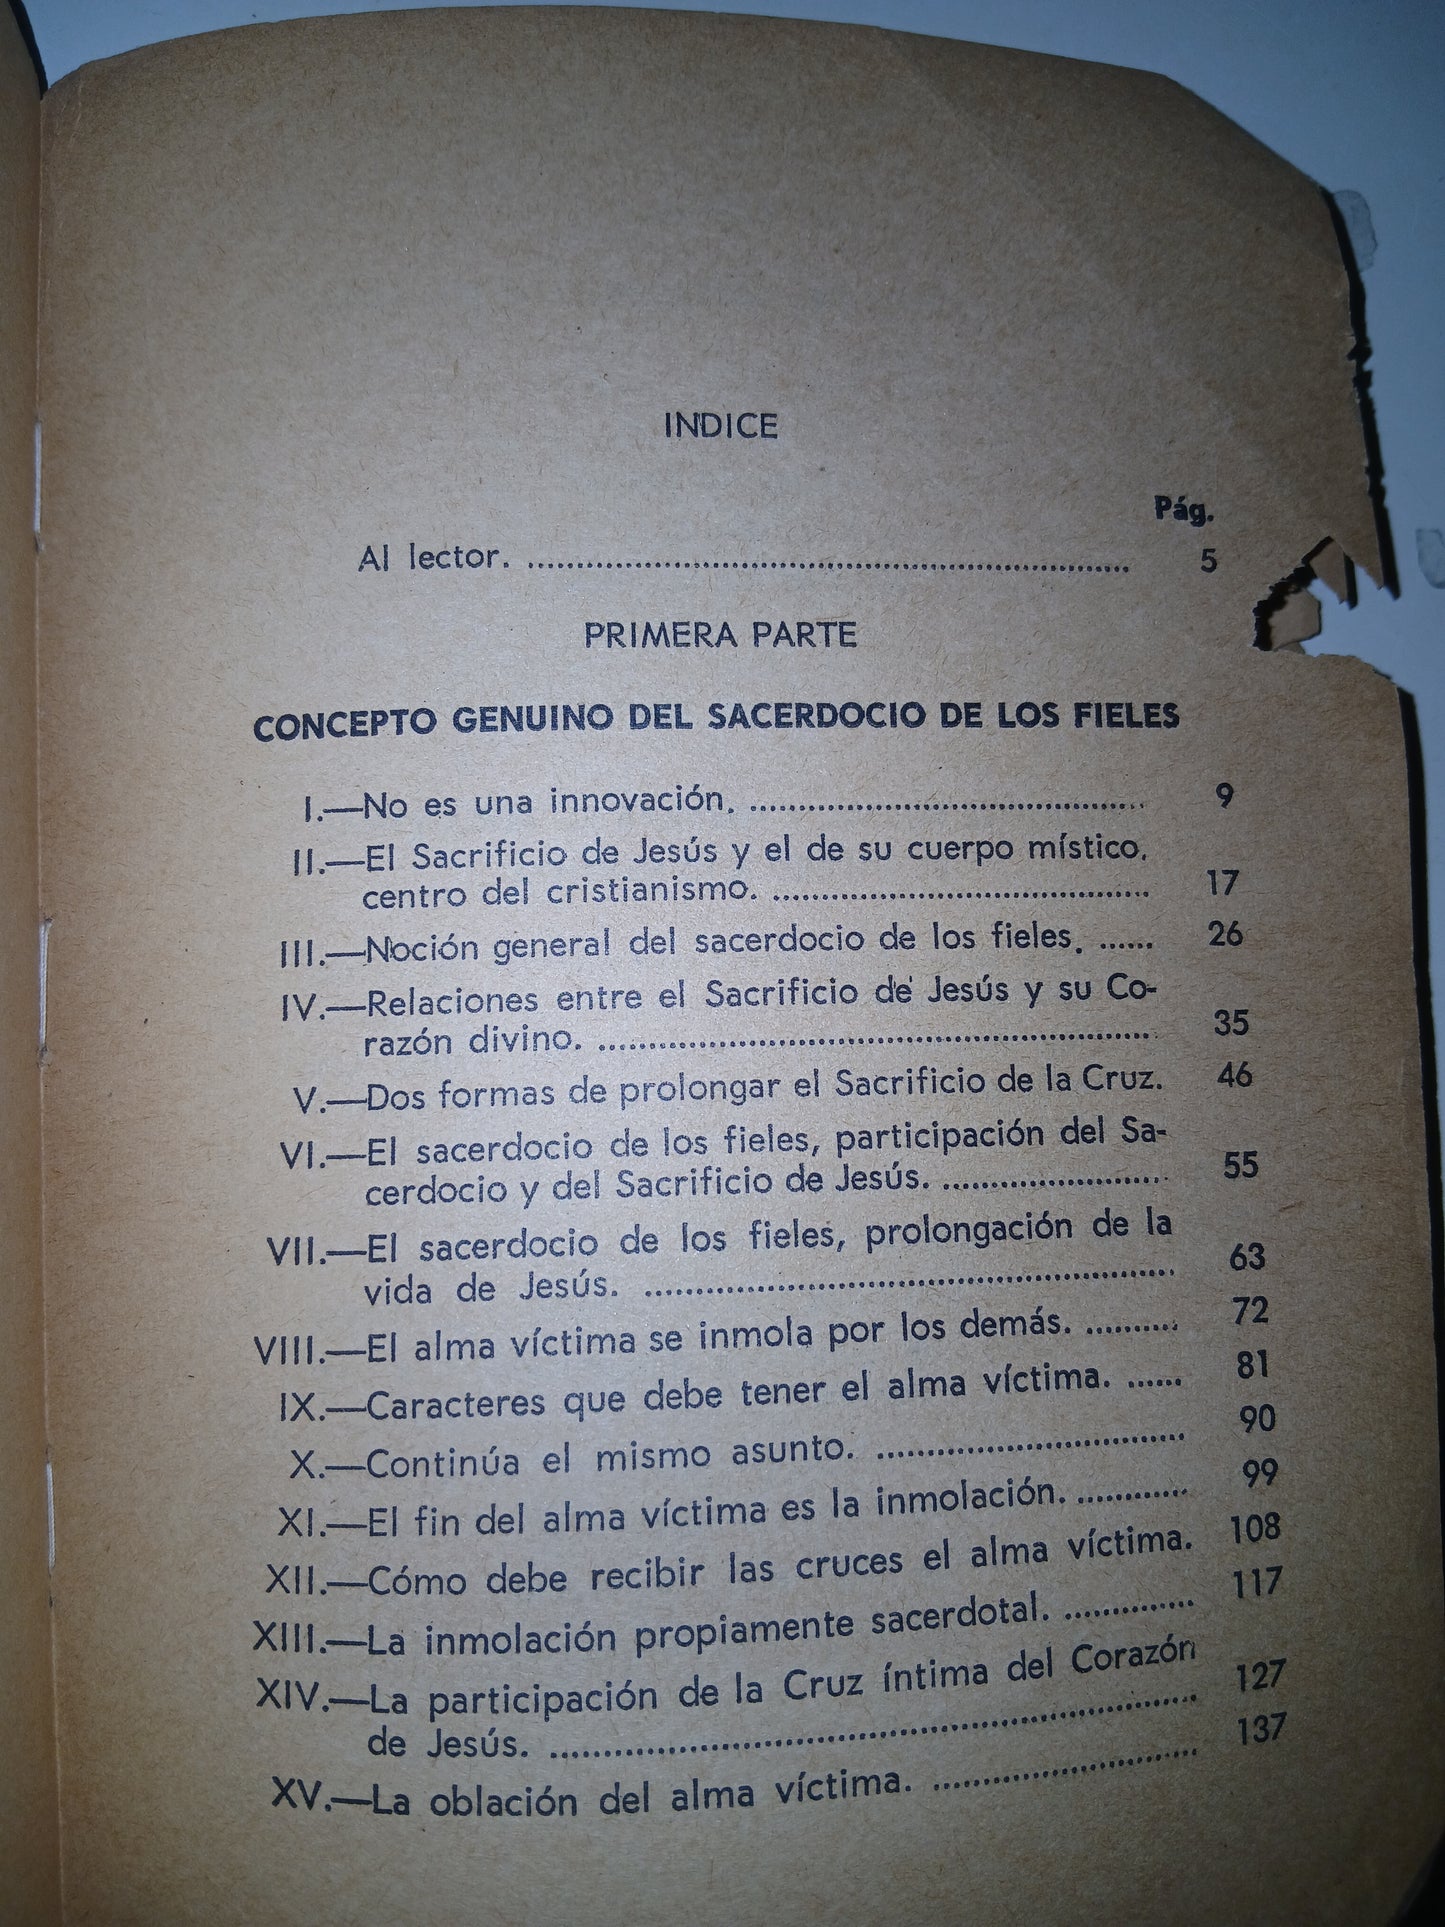 INDICE
Pág.
Al lector. ............................................................ 5
PRIMERA PARTE
CONCEPTO GENUINO DEL SACERDOCIO DE LOS FIELES
I.—No es una innovación. ........................................ 9
II.—El Sacrificio de Jesús y el de su cuerpo místico,
centro del cristianismo. ...................................... 17
III.—Noción general del sacerdocio de los fieles. ...... 26
IV.—Relaciones entre el Sacrificio de Jesús y su Co-
razón divino. ........................................................ 35
V.—Dos formas de prolongar el Sacrificio de la Cruz. 46
VI.—El sacerdocio de los fieles, participación del Sa-
cerdocio y del Sacrificio de Jesús. ........................ 55
VII.—El sacerdocio de los fieles, prolongación de la
vida de Jesús. ...................................................... 63
VIII.—El alma víctima se inmola por los demás. .......... 72
IX.—Caracteres que debe tener el alma víctima. ...... 81
X.—Continúa el mismo asunto. ................................ 90
XI.—El fin del alma víctima es la inmolación. ............ 99
XII.—Cómo debe recibir las cruces el alma víctima. 108
XIII.—La inmolación propiamente sacerdotal. .............. 117
XIV.—La participación de la Cruz íntima del Corazón
de Jesús. .............................................................. 127
XV.—La oblación del alma víctima. ............................ 137